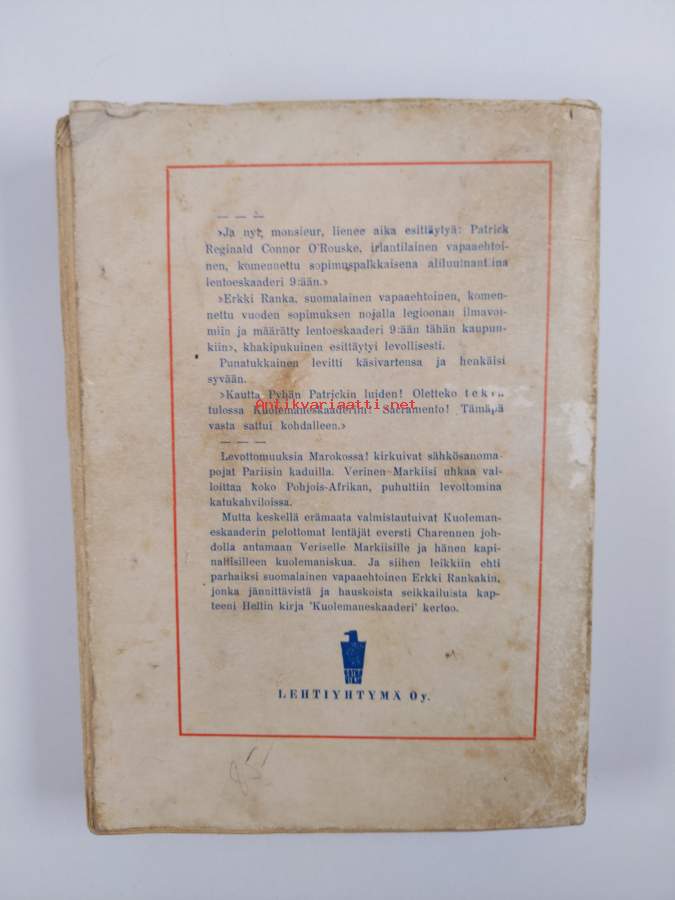 — — —
»Ja nyt, monsieur, lienee aika esittäytyä: Patrick
Reginald Connor O'Rouske, irlantilainen vapaaehtoi-
nen, komennettu sopimuspalkkaisena aliluutnanttina
lentoeskaaderi 9:ään.»
»Erkki Ranka, suomalainen vapaaehtoinen, komen-
nettu vuoden sopimuksen nojalla legioonan ilmavoi-
miin ja määrätty lentoeskaaderi 9:ään tähän kaupun-
kiin», khakipukuinen esittäytyi levollisesti.
Punatukkainen levitti käsivartensa ja henkäisi
syvään.
»Kautta Pyhän Patrickin luiden! Oletteko tekin
Antikvariaatti.net
tulossa Kuolemaneskaaderiin? Sacramento! Tämäpä
vasta sattui kohdalleen.»
— — —
Levottomuuksia Marokossa! kirkuivat sähkösanoma-
pojat Pariisin kaduilla. Verinen Markiisi uhkaa val-
loittaa koko Pohjois-Afrikan, puhuttiin levottomina
katukahviloissa.
Mutta keskellä erämaata valmistautuivat Kuoleman-
eskaaderin pelottomat lentäjät eversti Charennen joh-
dolla antamaan Veriselle Markiisille ja hänen kapi-
nallisilleen kuolemaniskua. Ja siihen leikkiin ehti
parhaiksi suomalainen vapaaehtoinen Erkki Rankakin,
jonka jännittävistä ja hauskoista seikkailuista kap-
teeni Hellin kirja 'Kuolemaneskaaderi' kertoo.
LEHTIYHTYMÄ Oy.